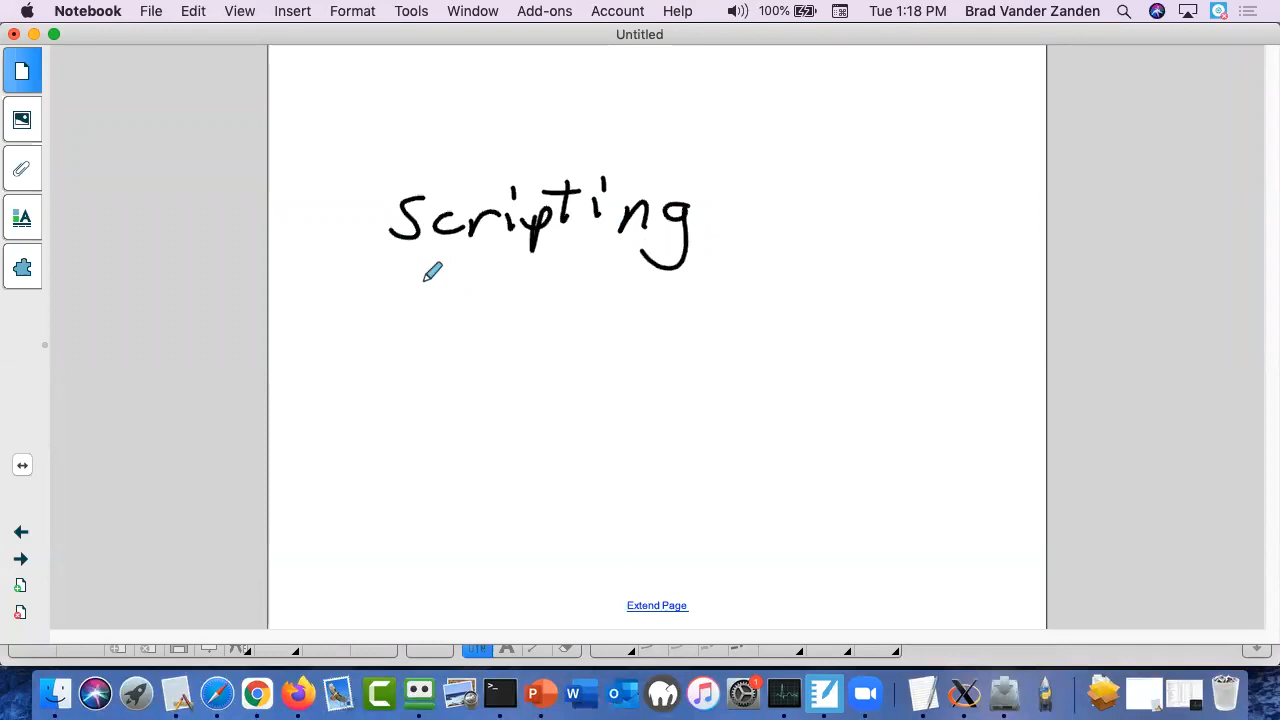 Notebook File Edit View Insert Format Tools Window Add-ons Account Help 100% Tue 1:18 PM Brad Vander Zanden
Untitled
Scripting
Extend Page